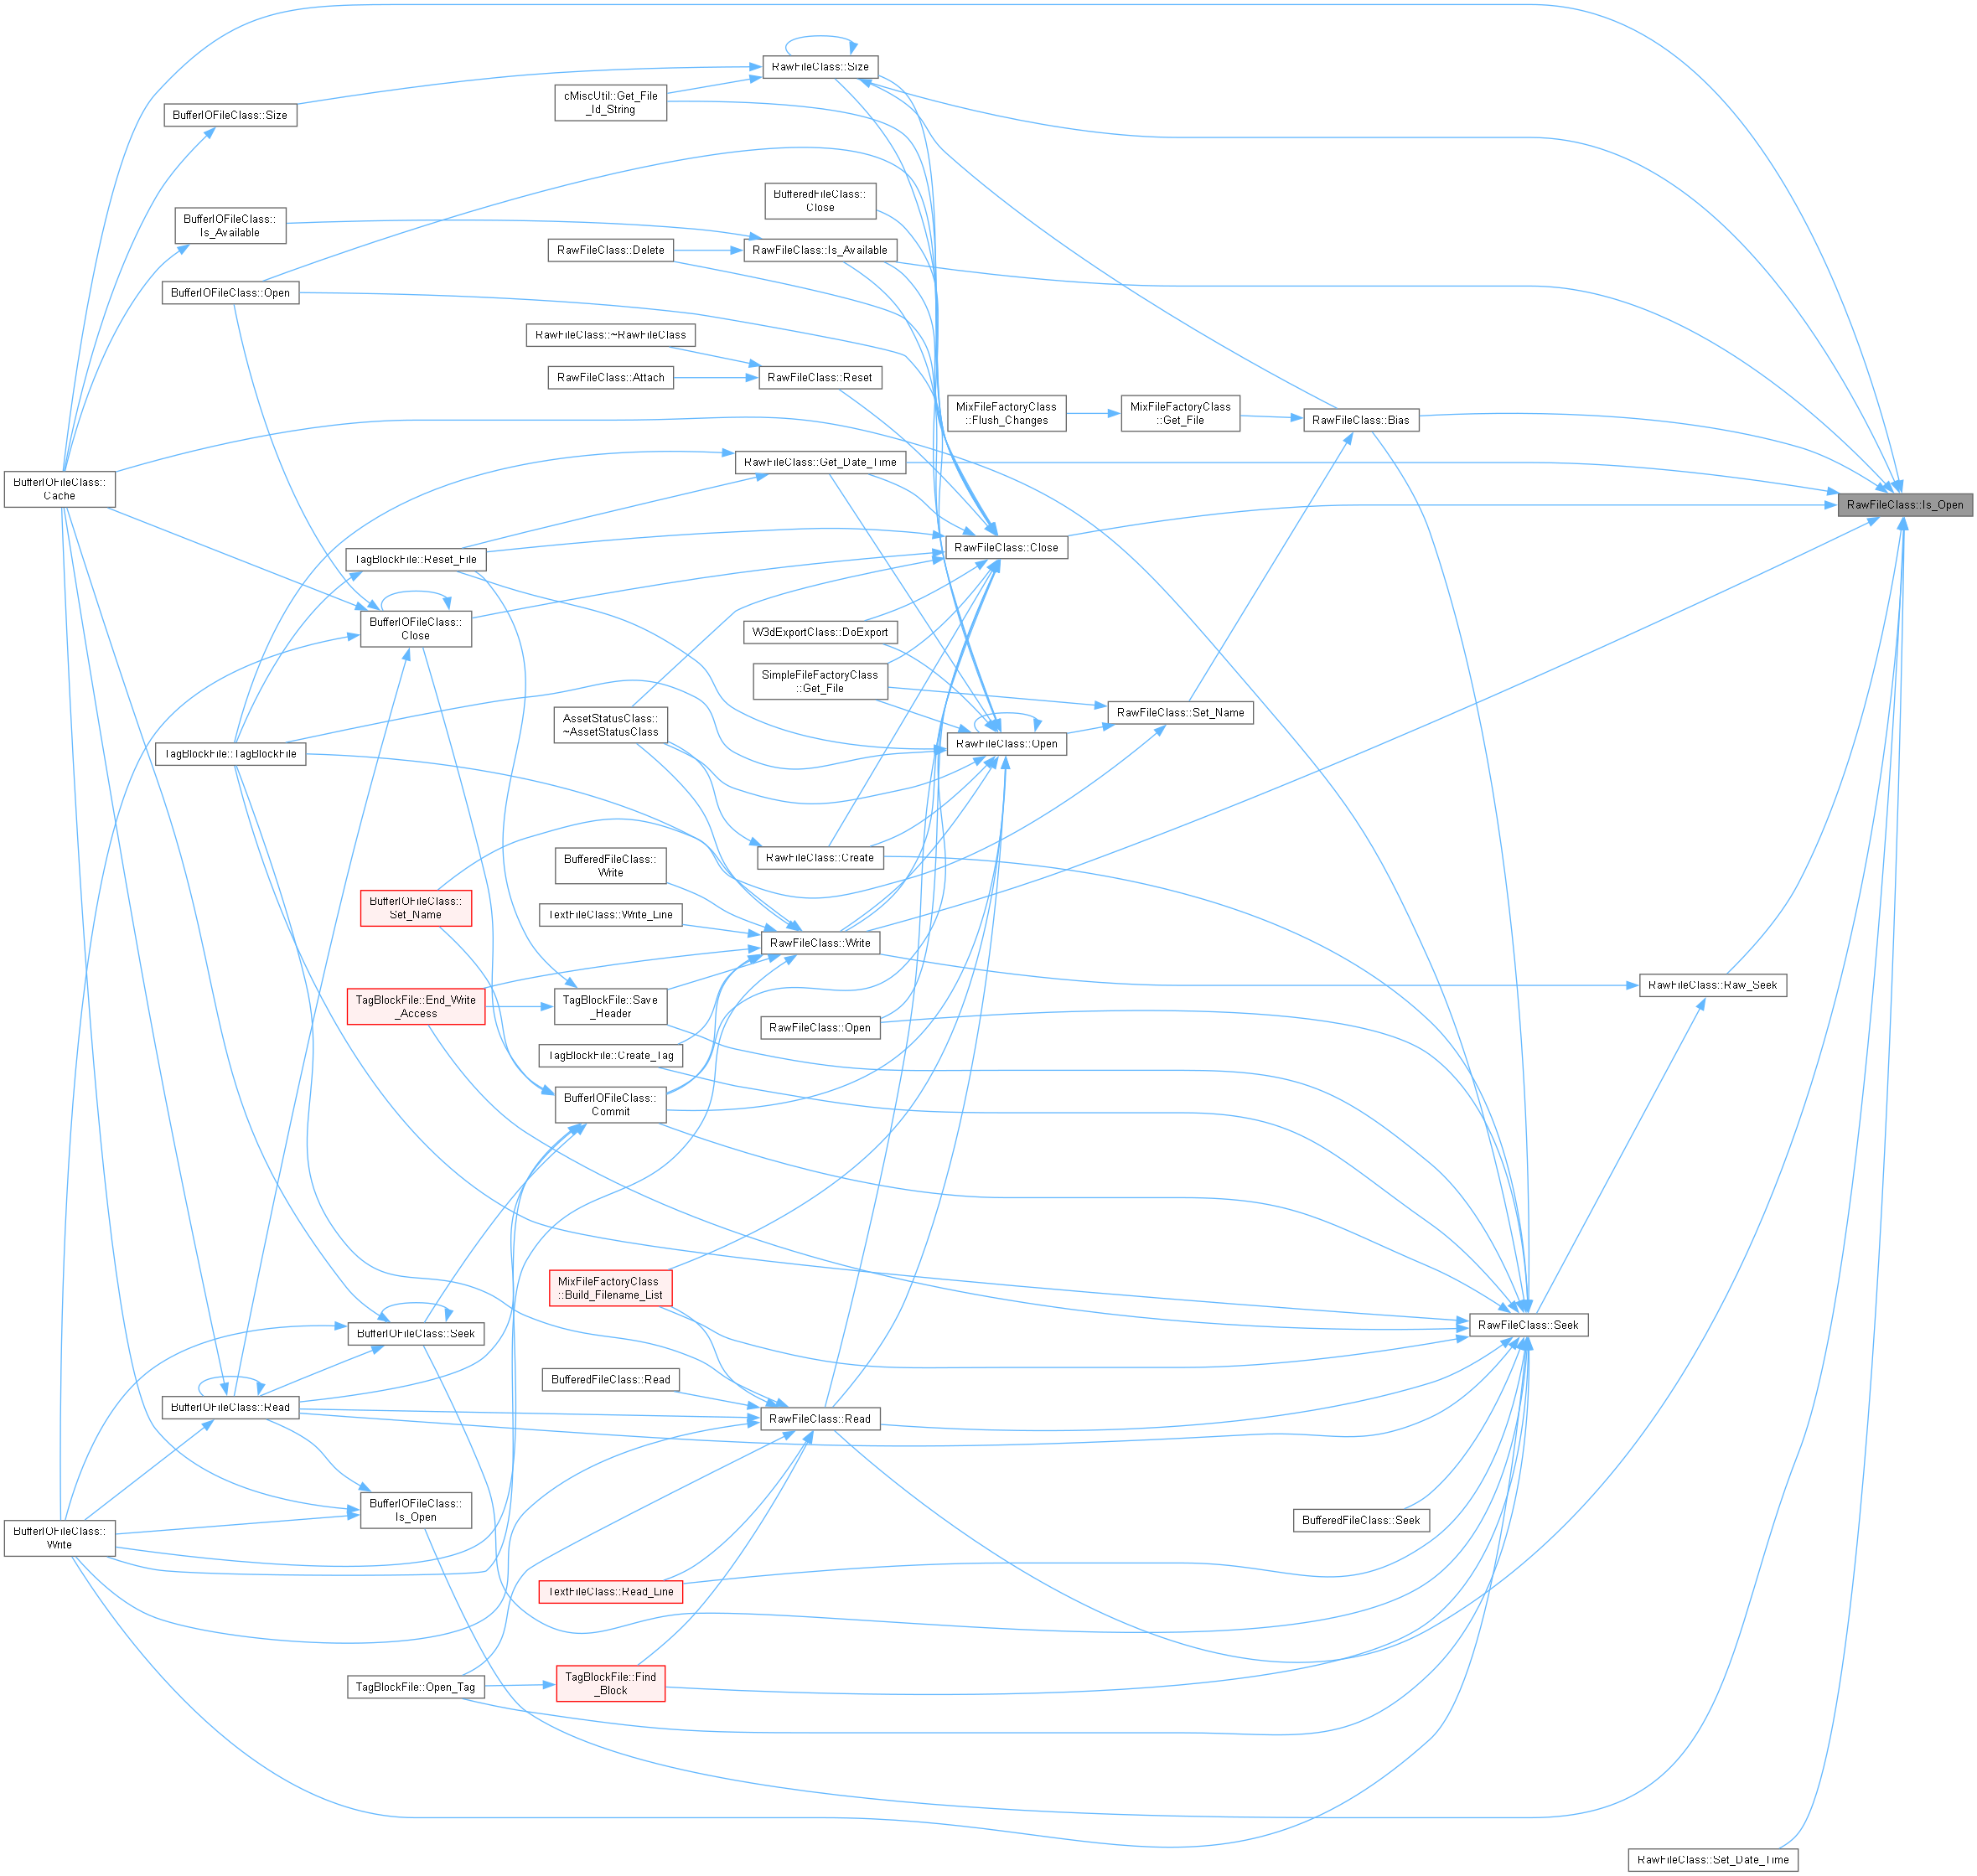 RawFileClass::Size
cMiscUtil::Get_File
_Id_String
BufferIOFileClass::Size
BufferedFileClass::
Close
BufferIOFileClass::
Is_Available
RawFileClass::Delete
RawFileClass::Is_Available
BufferIOFileClass::Open
RawFileClass::~RawFileClass
RawFileClass::Attach
RawFileClass::Reset
MixFileFactoryClass
::Flush_Changes
MixFileFactoryClass
::Get_File
RawFileClass::Bias
RawFileClass::Get_Date_Time
BufferIOFileClass::
Cache
RawFileClass::Is_Open
TagBlockFile::Reset_File
RawFileClass::Close
BufferIOFileClass::
Close
W3dExportClass::DoExport
SimpleFileFactoryClass
::Get_File
RawFileClass::Set_Name
AssetStatusClass::
~AssetStatusClass
RawFileClass::Open
TagBlockFile::TagBlockFile
RawFileClass::Create
BufferedFileClass::
Write
BufferIOFileClass::
Set_Name
TextFileClass::Write_Line
RawFileClass::Write
RawFileClass::Raw_Seek
TagBlockFile::End_Write
_Access
TagBlockFile::Save
_Header
RawFileClass::Open
TagBlockFile::Create_Tag
BufferIOFileClass::
Commit
MixFileFactoryClass
::Build_Filename_List
BufferIOFileClass::Seek
RawFileClass::Seek
BufferedFileClass::Read
BufferIOFileClass::Read
RawFileClass::Read
BufferIOFileClass::
Is_Open
BufferedFileClass::Seek
BufferIOFileClass::
Write
TextFileClass::Read_Line
TagBlockFile::Open_Tag
TagBlockFile::Find
_Block
RawFileClass::Set_Date_Time